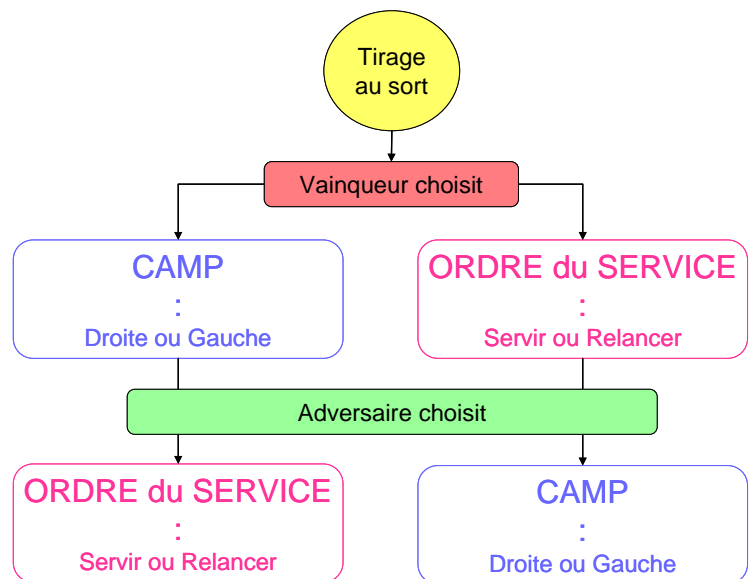 Tirage
au sort
Vainqueur choisit
CAMP
:
Droite ou Gauche
ORDRE du SERVICE
:
Servir ou Relancer
Adversaire choisit
ORDRE du SERVICE
:
Servir ou Relancer
CAMP
:
Droite ou Gauche